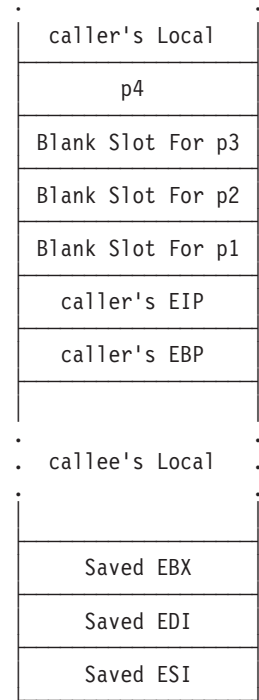 caller's Local
p4
Blank Slot For p3
Blank Slot For p2
Blank Slot For p1
caller's EIP
caller's EBP
callee's Local
Saved EBX
Saved EDI
Saved ESI